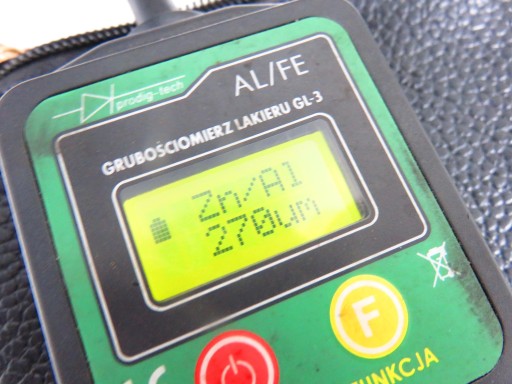 prodig-tech
AL/FE
GRUBOŚCIOMIERZ LAKIERU GL-3
Zn/Al
270um
F
FUNKCJA